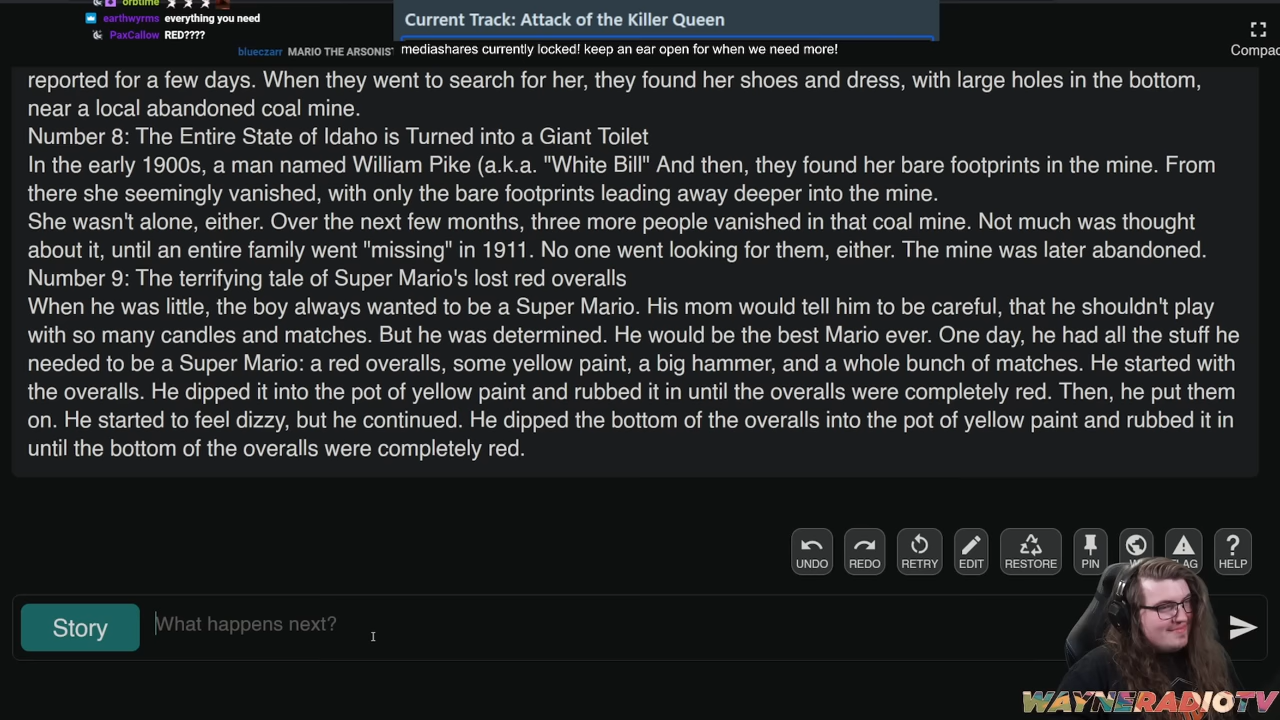 orbtime
earthwyrms everything you need
PaxCallow RED????
blueczarr MARIO THE ARSONIST
Current Track: Attack of the Killer Queen
mediashares currently locked! keep an ear open for when we need more!
Compac
reported for a few days. When they went to search for her, they found her shoes and dress, with large holes in the bottom,
near a local abandoned coal mine.
Number 8: The Entire State of Idaho is Turned into a Giant Toilet
In the early 1900s, a man named William Pike (a.k.a. "White Bill" And then, they found her bare footprints in the mine. From
there she seemingly vanished, with only the bare footprints leading away deeper into the mine.
She wasn't alone, either. Over the next few months, three more people vanished in that coal mine. Not much was thought
about it, until an entire family went "missing" in 1911. No one went looking for them, either. The mine was later abandoned.
Number 9: The terrifying tale of Super Mario's lost red overalls
When he was little, the boy always wanted to be a Super Mario. His mom would tell him to be careful, that he shouldn't play
with so many candles and matches. But he was determined. He would be the best Mario ever. One day, he had all the stuff he
needed to be a Super Mario: a red overalls, some yellow paint, a big hammer, and a whole bunch of matches. He started with
the overalls. He dipped it into the pot of yellow paint and rubbed it in until the overalls were completely red. Then, he put them
on. He started to feel dizzy, but he continued. He dipped the bottom of the overalls into the pot of yellow paint and rubbed it in
until the bottom of the overalls were completely red.
UNDO REDO RETRY EDIT RESTORE PIN W LAG HELP
Story What happens next?
WAYNERADIOTV